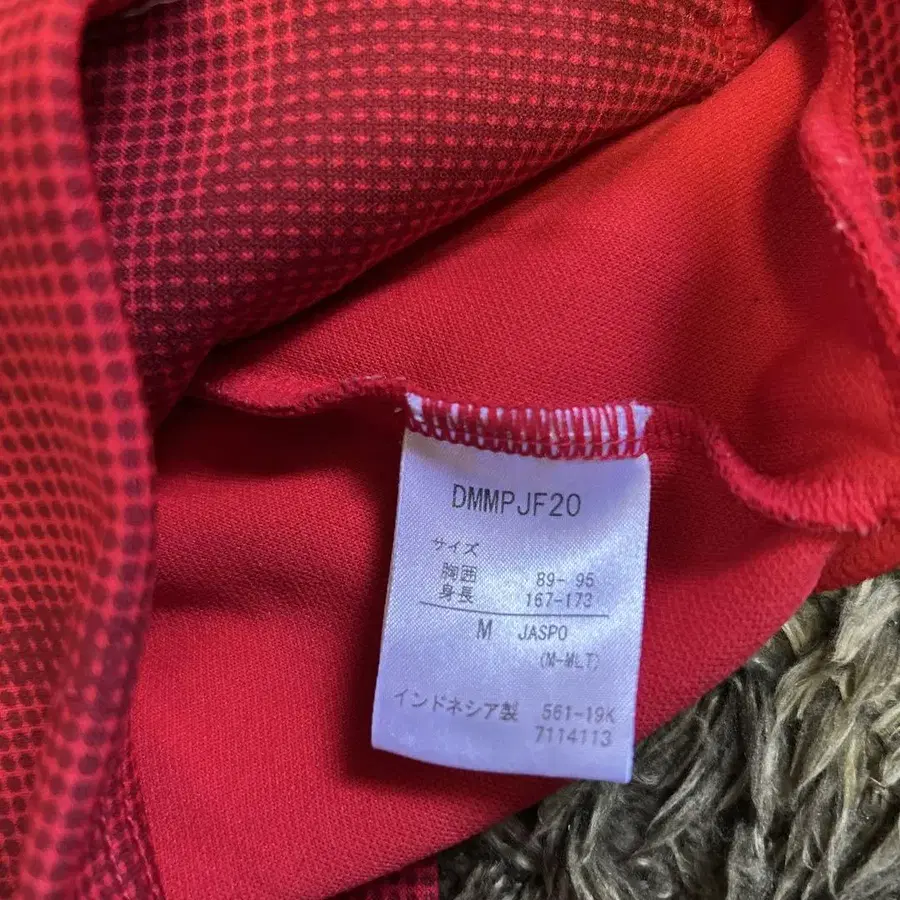 DMMPJF20
サイズ
胸囲 89-95
身長 167-173
M JASPO
(M-MLT)
インドネシア製 561-19K
7114113